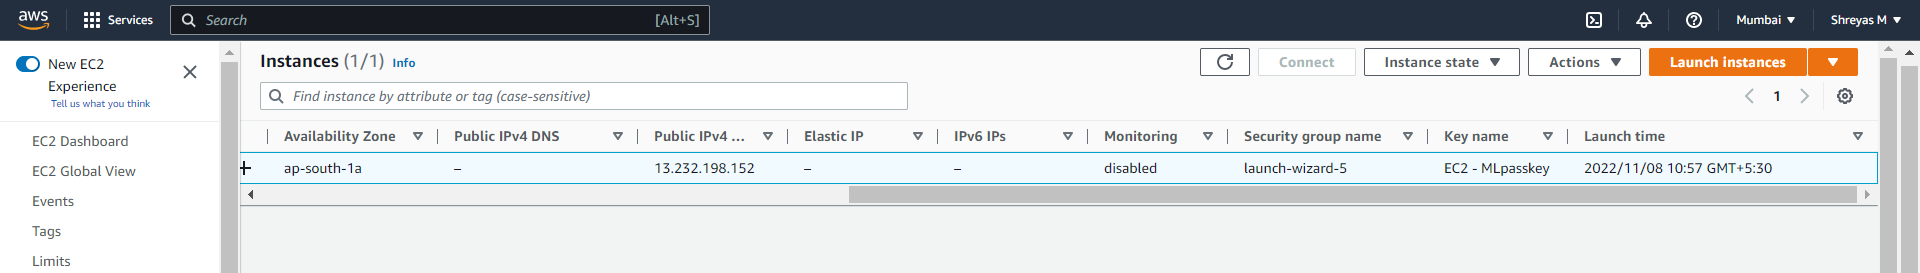 aws Services Search [Alt+S] Mumbai Shreyas M
New EC2
Experience
Tell us what you think
EC2 Dashboard
EC2 Global View
Events
Tags
Limits
Instances (1/1) Info Connect Instance state Actions Launch instances
Find instance by attribute or tag (case-sensitive) 1
Availability Zone Public IPv4 DNS Public IPv4 ... Elastic IP IPv6 IPs Monitoring Security group name Key name Launch time
ap-south-1a – 13.232.198.152 – – disabled launch-wizard-5 EC2 - MLpasskey 2022/11/08 10:57 GMT+5:30